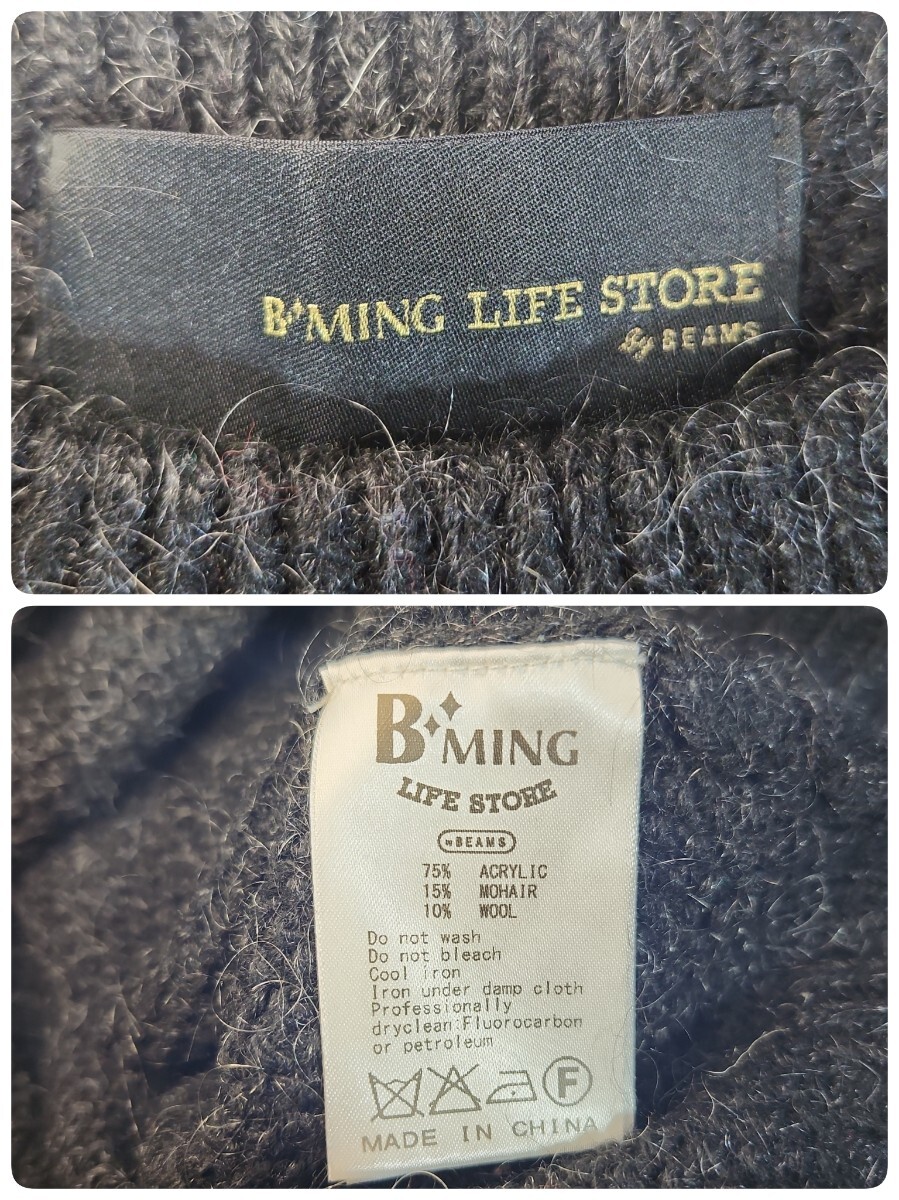 B'MING LIFE STORE
by BEAMS
B MING
LIFE STORE
by BEAMS
75% ACRYLIC
15% MOHAIR
10% WOOL
Do not wash
Do not bleach
Cool iron
Iron under damp cloth
Professionally
dryclean:Fluorocarbon
or petroleum
F
MADE IN CHINA